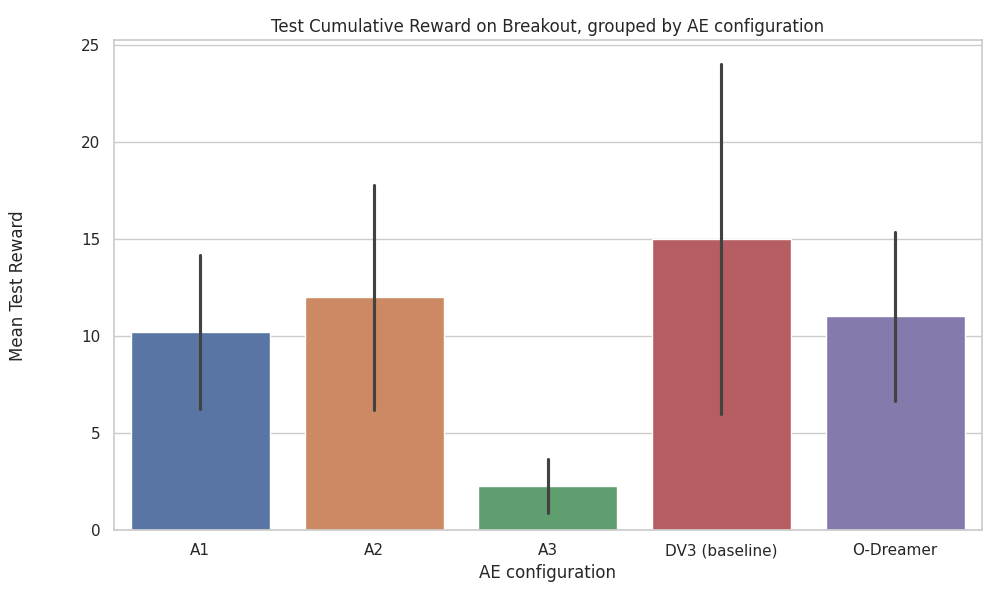 Test Cumulative Reward on Breakout, grouped by AE configuration
Mean Test Reward
25
20
15
10
5
0
A1
A2
A3
DV3 (baseline)
O-Dreamer
AE configuration